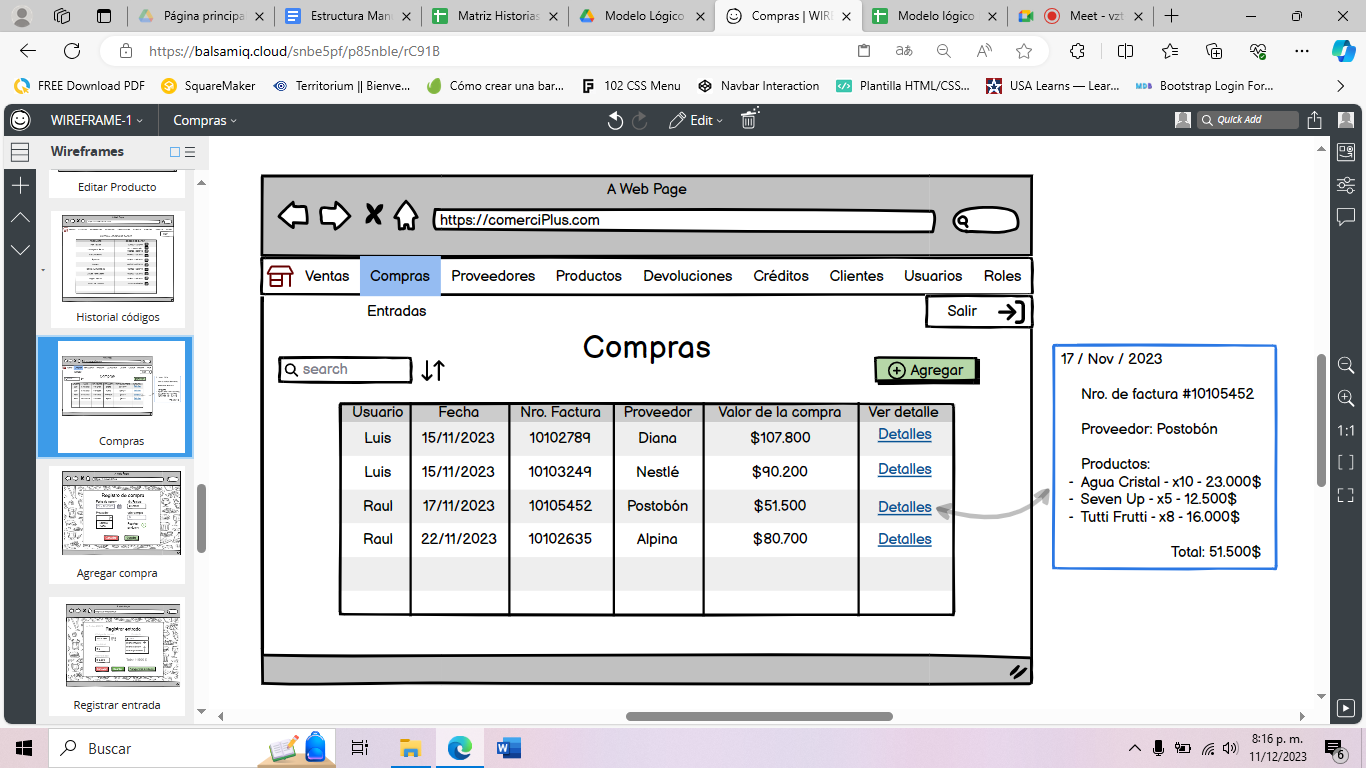 Página principa
Estructura Man
Matriz Historias
Modelo Lógico
Compras | WIRE
Modelo lógico
Meet - vzt
https://balsamiq.cloud/snbe5pf/p85nble/rC91B
FREE Download PDF
SquareMaker
Territorium || Bienve...
Cómo crear una bar...
102 CSS Menu
Navbar Interaction
Plantilla HTML/CSS...
USA Learns — Lear...
Bootstrap Login For...
WIREFRAME-1
Compras
Edit
Quick Add
Wireframes
Editar Producto
Historial códigos
Compras
Agregar compra
Registrar entrada
A Web Page
https://comerciPlus.com
Ventas Compras Proveedores Productos Devoluciones Créditos Clientes Usuarios Roles
Entradas
Salir
Compras
search
Agregar
Usuario Fecha Nro. Factura Proveedor Valor de la compra Ver detalle
Luis 15/11/2023 10102789 Diana $107.800 Detalles
Luis 15/11/2023 10103249 Nestlé $90.200 Detalles
Raul 17/11/2023 10105452 Postobón $51.500 Detalles
Raul 22/11/2023 10102635 Alpina $80.700 Detalles
17 / Nov / 2023
Nro. de factura #10105452
Proveedor: Postobón
Productos:
- Agua Cristal - x10 - 23.000$
- Seven Up - x5 - 12.500$
- Tutti Frutti - x8 - 16.000$
Total: 51.500$
1:1
Buscar
8:16 p. m.
11/12/2023
6